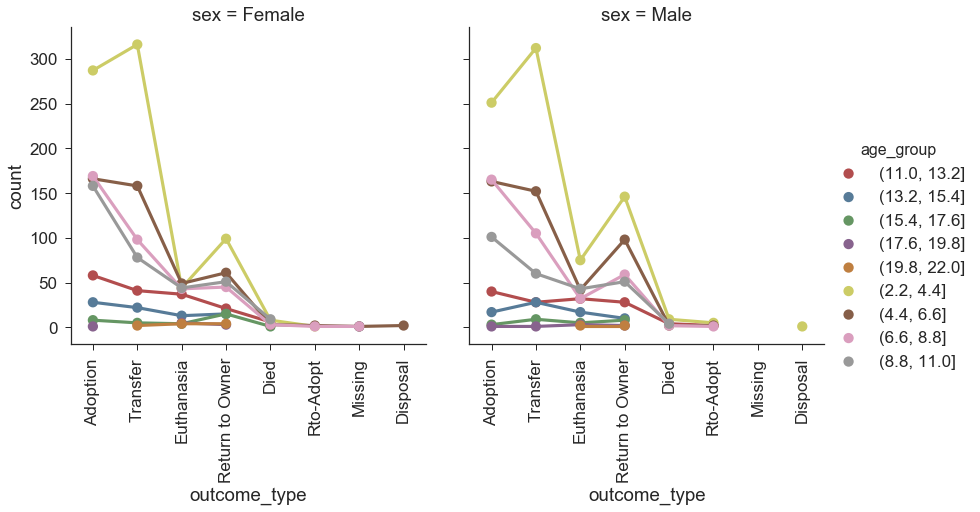 sex = Female
sex = Male
300
250
200
150
100
50
0
count
Adoption
Transfer
Euthanasia
Return to Owner
Died
Rto-Adopt
Missing
Disposal
outcome_type
Adoption
Transfer
Euthanasia
Return to Owner
Died
Rto-Adopt
Missing
Disposal
outcome_type
age_group
(11.0, 13.2]
(13.2, 15.4]
(15.4, 17.6]
(17.6, 19.8]
(19.8, 22.0]
(2.2, 4.4]
(4.4, 6.6]
(6.6, 8.8]
(8.8, 11.0]